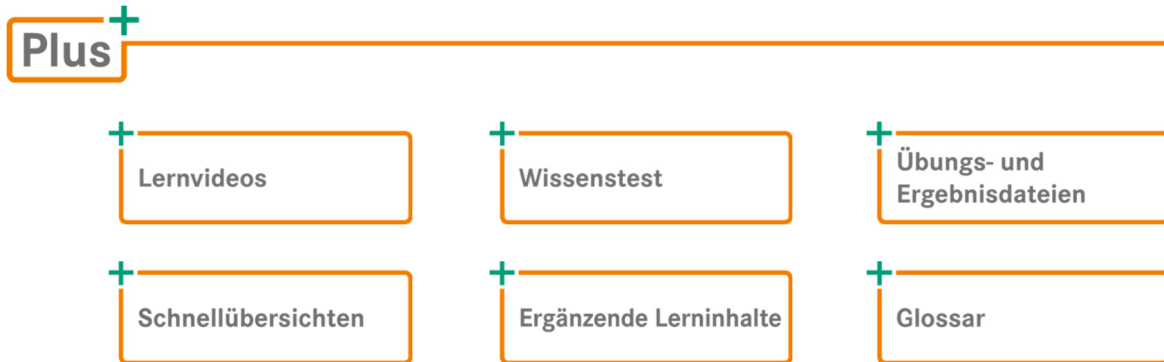 Plus
Lernvideos
Wissenstest
Übungs- und
Ergebnisdateien
Schnellübersichten
Ergänzende Lerninhalte
Glossar